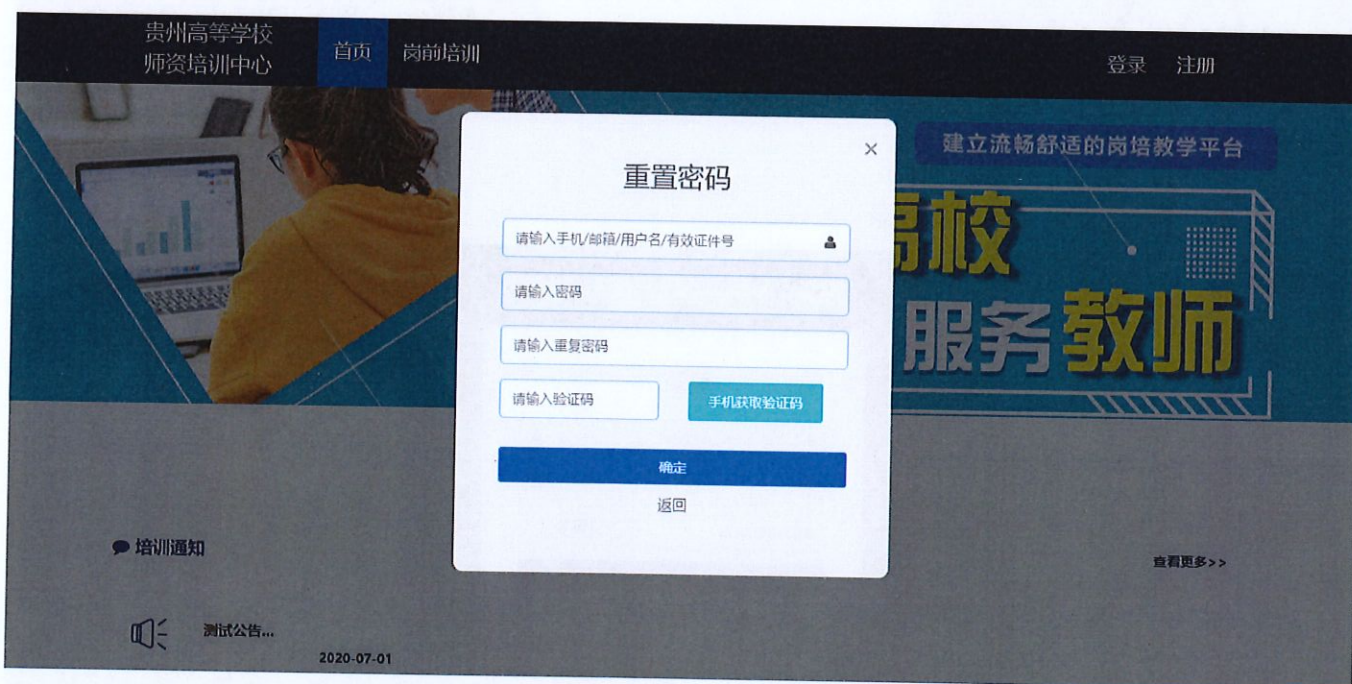 贵州高等学校
师资培训中心
首页
岗前培训
登录
注册
建立流畅舒适的岗培教学平台
高校
服务教师
重置密码
×
请输入手机/邮箱/用户名/有效证件号
请输入密码
请输入重复密码
请输入验证码
手机获取验证码
确定
返回
培训通知
查看更多>>
测试公告...
2020-07-01